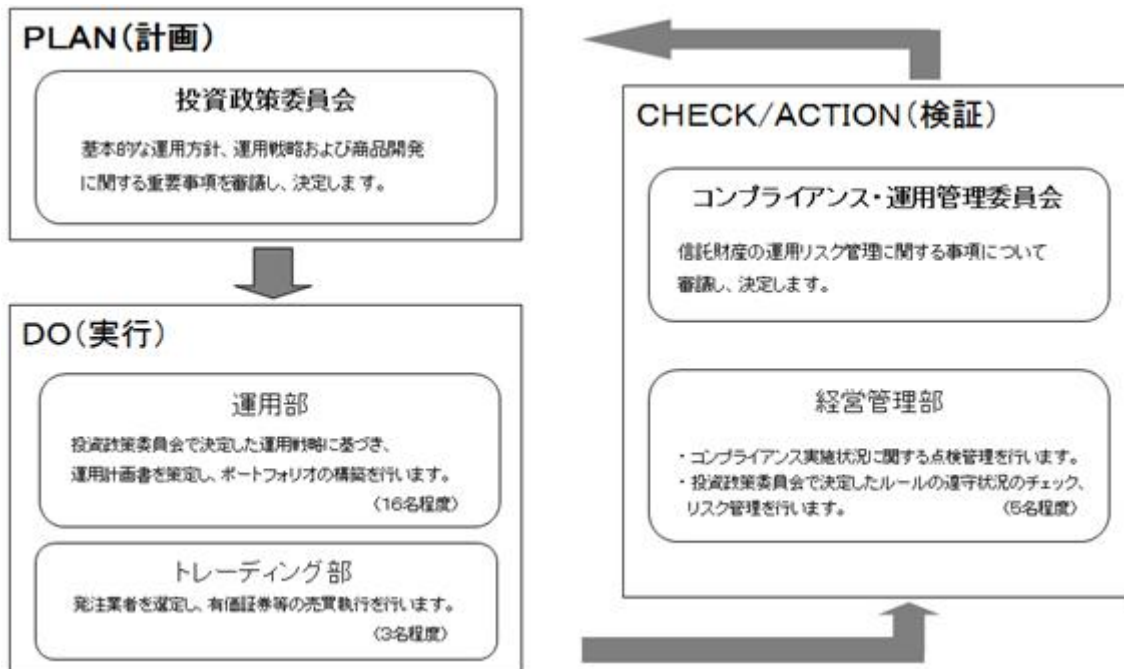 PLAN(計画)
投資政策委員会
基本的な運用方針、運用戦略および商品開発
に関する重要事項を審議し、決定します。
DO(実行)
運用部
投資政策委員会で決定した運用戦略に基づき、
運用計画書を策定し、ポートフォリオの構築を行います。
(16名程度)
トレーディング部
発注業者を選定し、有価証券等の売買執行を行います。
(3名程度)
CHECK/ACTION(検証)
コンプライアンス・運用管理委員会
信託財産の運用リスク管理に関する事項について
審議し、決定します。
経営管理部
・コンプライアンス実施状況に関する点検管理を行います。
・投資政策委員会で決定したルールの遵守状況のチェック、
リスク管理を行います。 (5名程度)